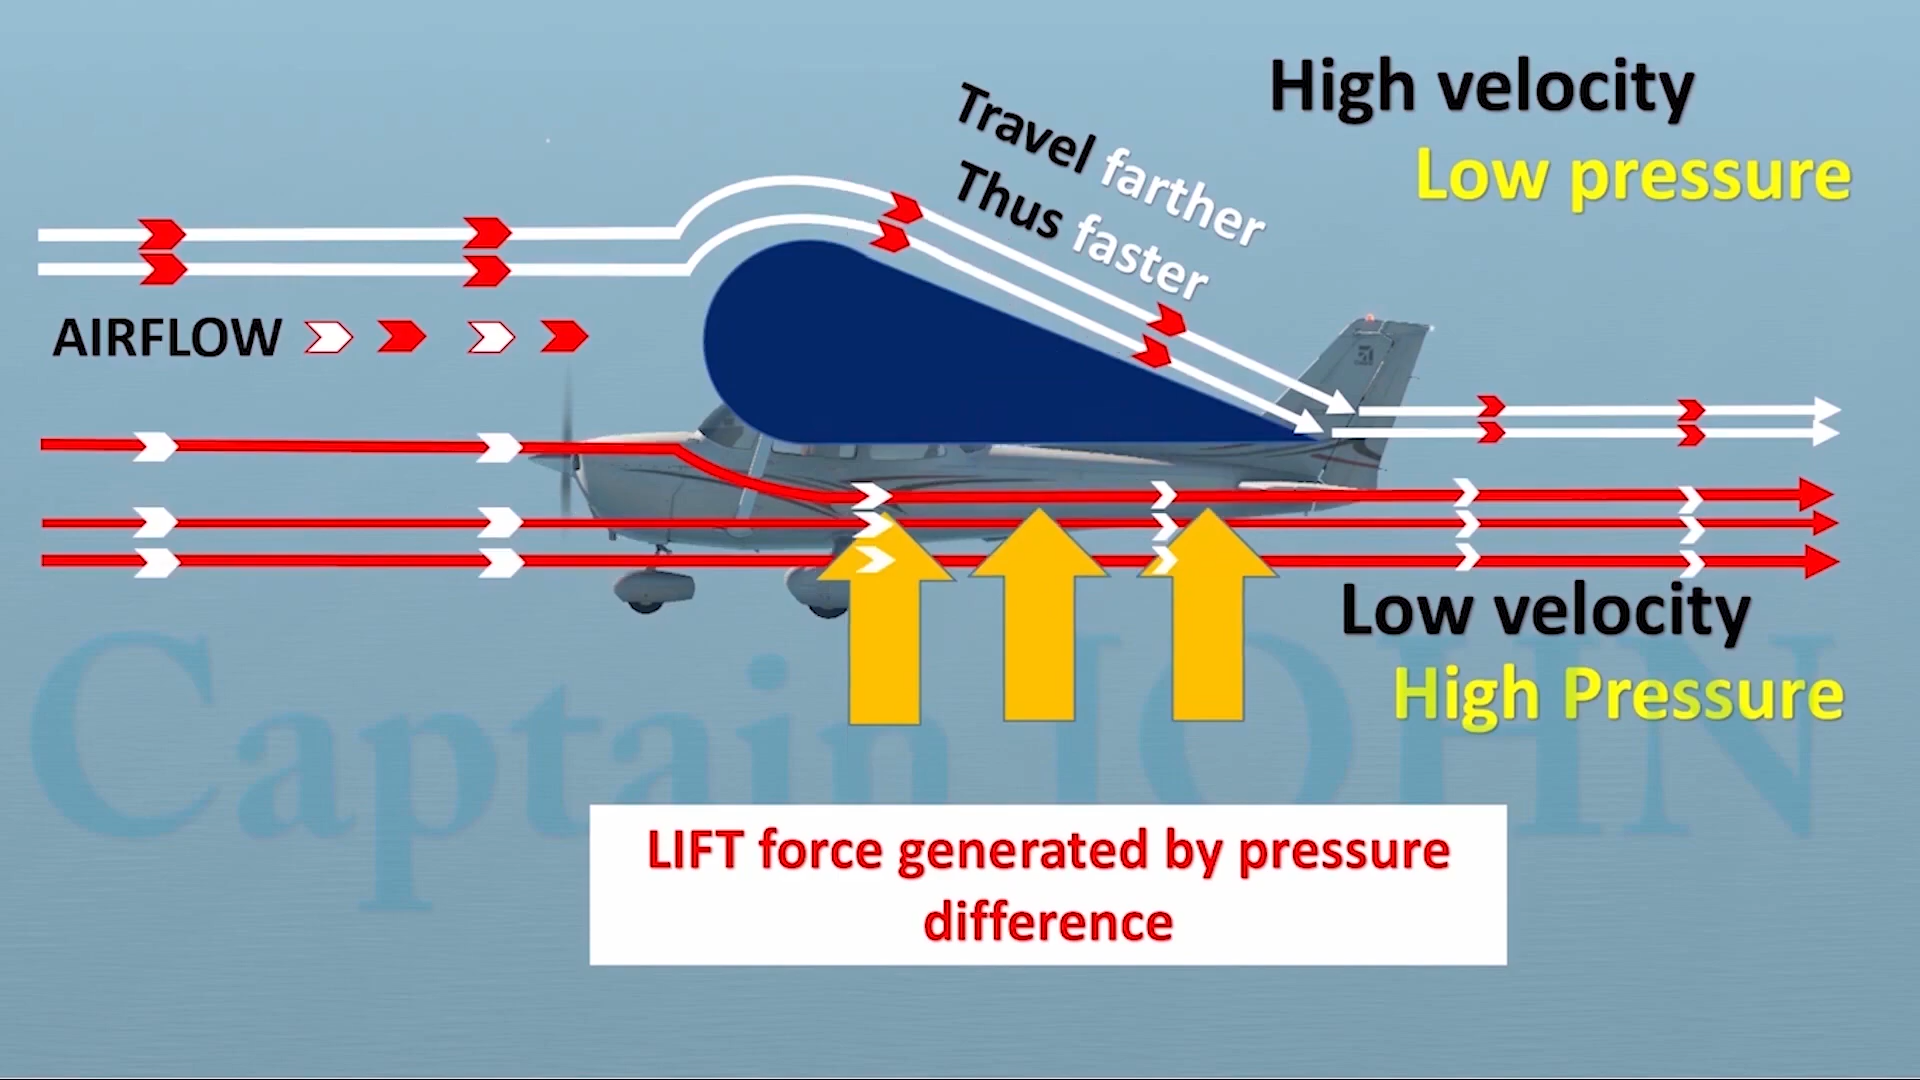 High velocity
Low pressure
Travel farther
Thus faster
AIRFLOW
Low velocity
High Pressure
Captain JOHN
LIFT force generated by pressure
difference